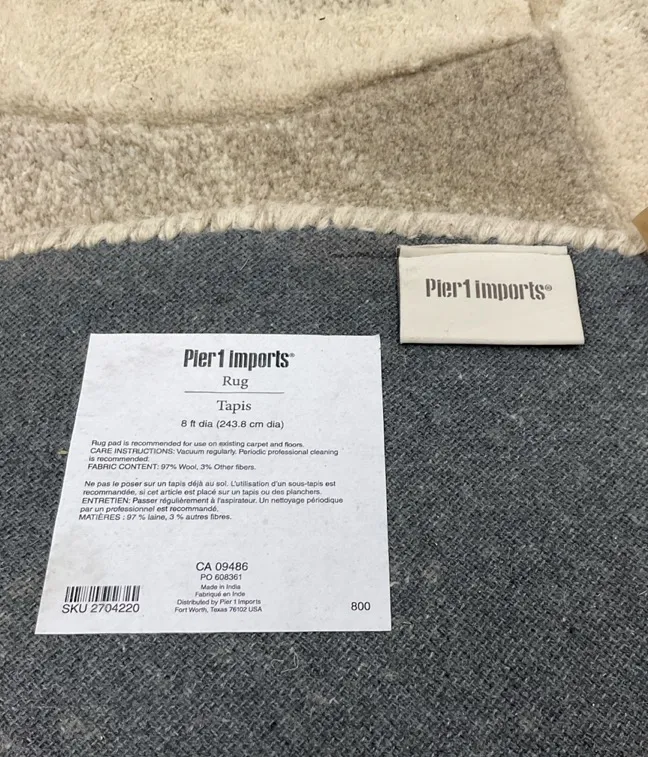 Pier1 imports®
Pier1 imports®
Rug
Tapis
8 ft dia (243.8 cm dia)
Rug pad is recommended for use on existing carpet and floors.
CARE INSTRUCTIONS: Vacuum regularly. Periodic professional cleaning
is recommended.
FABRIC CONTENT: 97% Wool, 3% Other fibers.
Ne pas le poser sur un tapis déjà au sol. L'utilisation d'un sous-tapis est
recommandée, si cet article est placé sur un tapis ou des planchers.
ENTRETIEN: Passer régulièrement à l'aspirateur. Un nettoyage périodique
par un professionnel est recommandé.
MATIÈRES : 97 % laine, 3 % autres fibres.
CA 09486
PO 608361
Made in India
Fabriqué en Inde
Distributed by Pier 1 Imports
Fort Worth, Texas 76102 USA
SKU 2704220
800